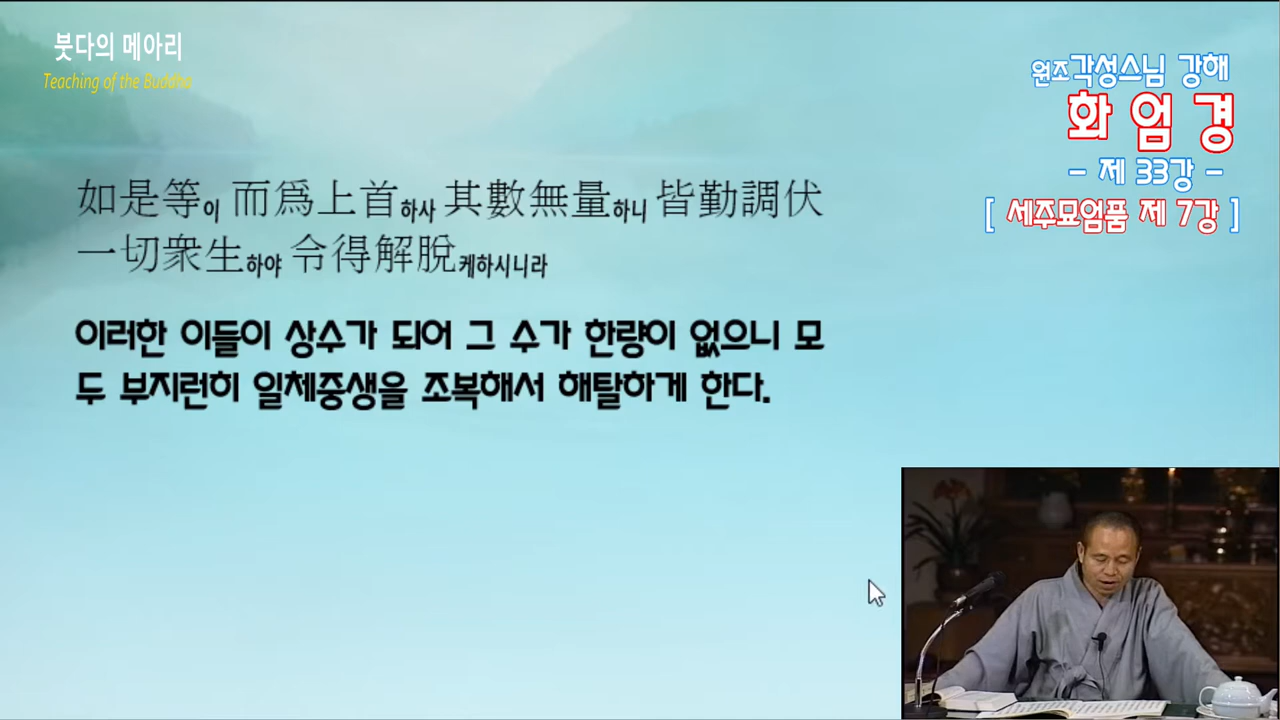 붓다의 메아리
Teaching of the Buddha
원조각성스님 강해
화엄경
- 제 33강 -
[ 세주묘엄품 제 7강 ]
如是等이 而爲上首하사 其數無量하니 皆勤調伏
一切衆生하야 令得解脫케하시니라
이러한 이들이 상수가 되어 그 수가 한량이 없으니 모
두 부지런히 일체중생을 조복해서 해탈하게 한다.